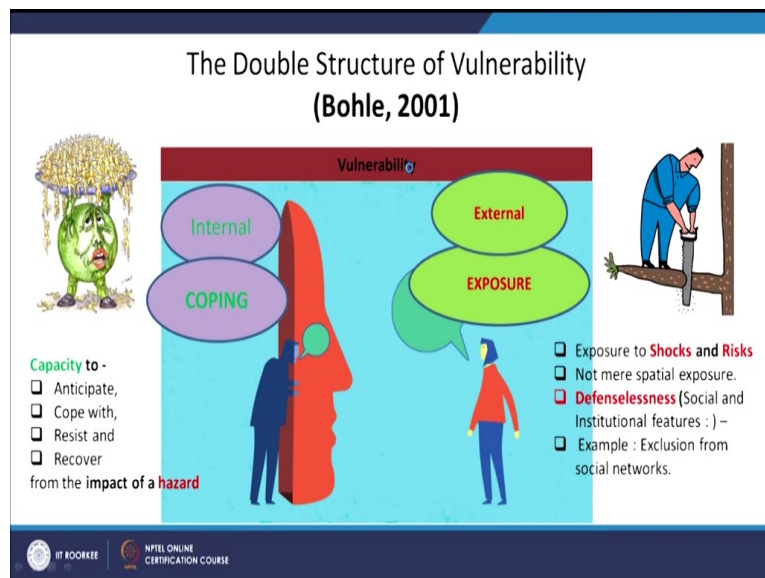 The Double Structure of Vulnerability
(Bohle, 2001)
Vulnerability
Internal
COPING
External
EXPOSURE
Capacity to -
❑ Anticipate,
❑ Cope with,
❑ Resist and
❑ Recover
from the impact of a hazard
❑ Exposure to Shocks and Risks
❑ Not mere spatial exposure.
❑ Defenselessness (Social and
Institutional features : ) –
❑ Example : Exclusion from
social networks.
IIT ROORKEE
NPTEL ONLINE
CERTIFICATION COURSE